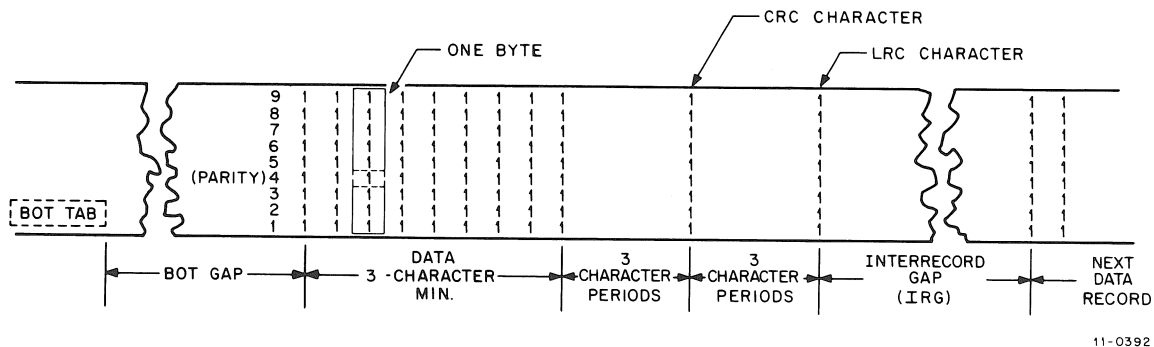 CRC CHARACTER
ONE BYTE
LRC CHARACTER
9
8
7
6
5
(PARITY) 4
3
2
1
BOT TAB
BOT GAP
DATA
3 -CHARACTER
MIN.
3
CHARACTER
PERIODS
3
CHARACTER
PERIODS
INTERRECORD
GAP
(IRG)
NEXT
DATA
RECORD
11-0392